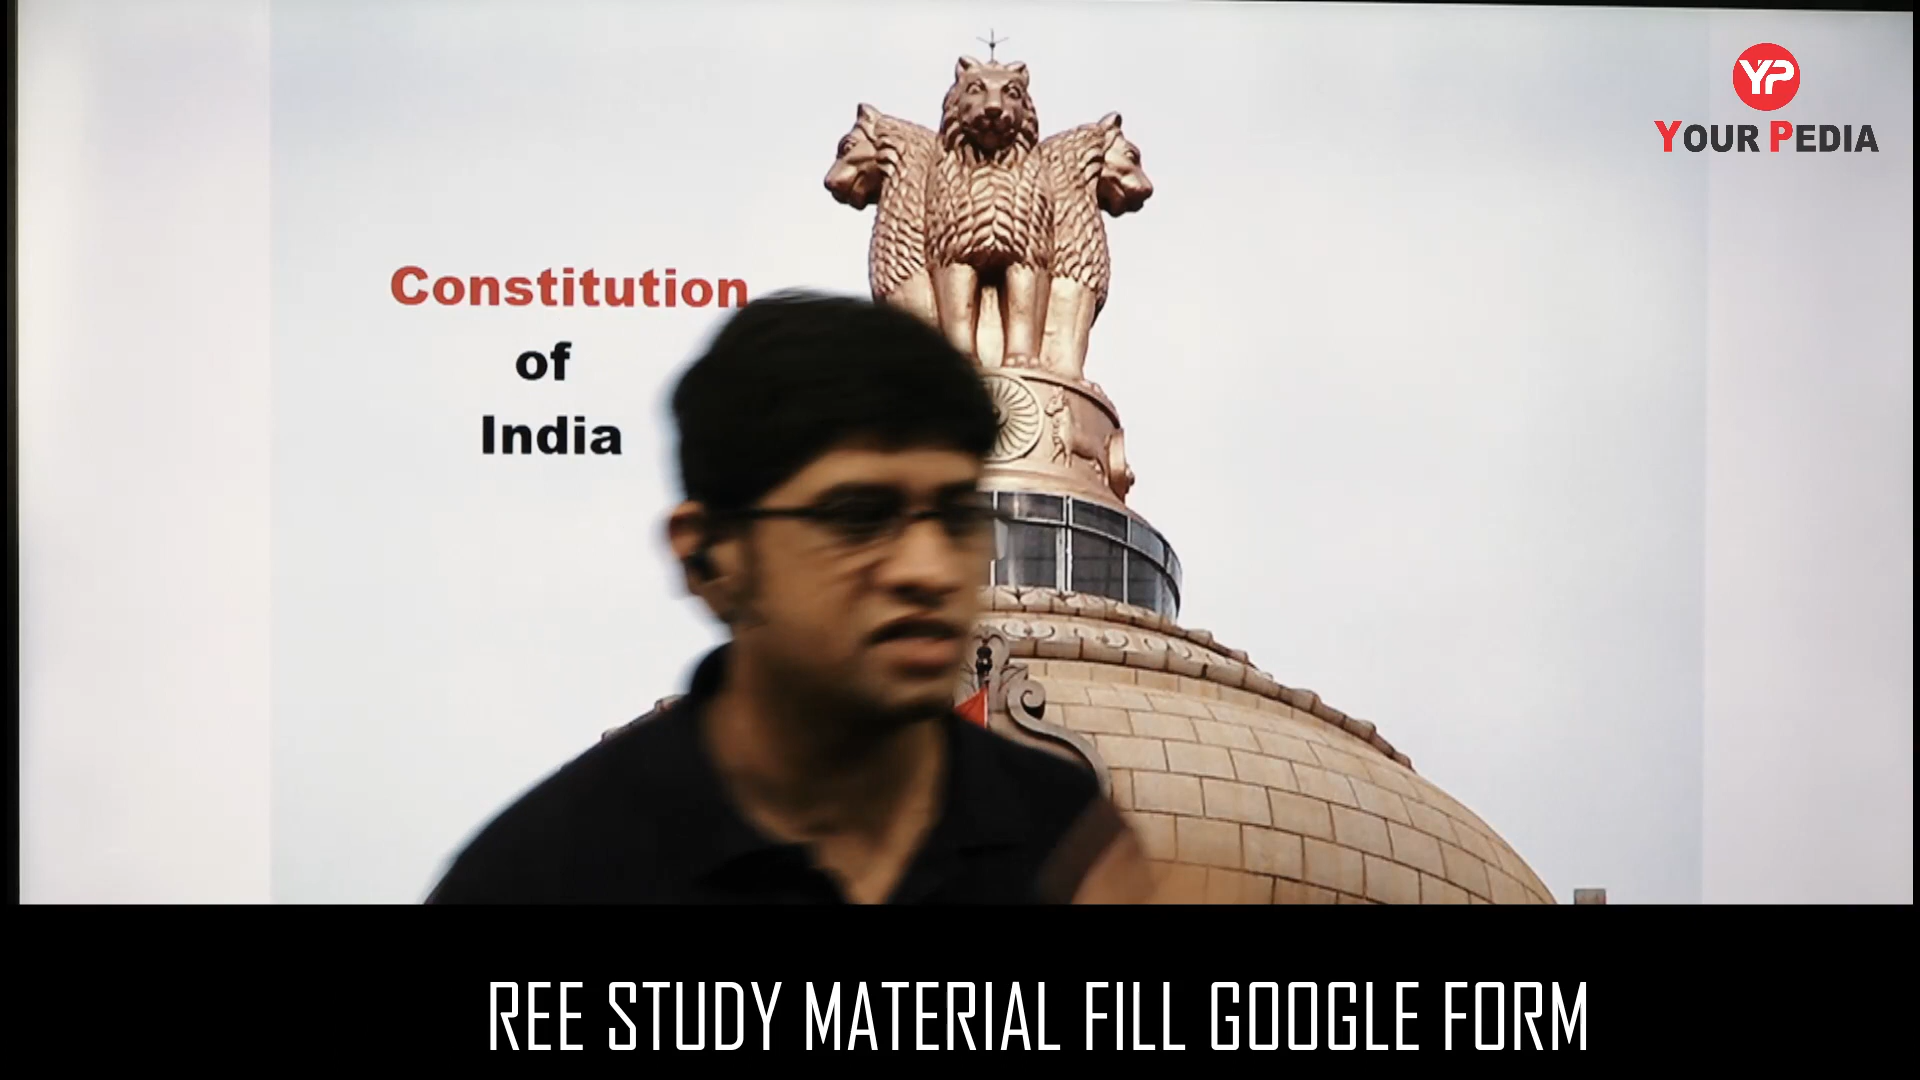 YP
YOUR PEDIA
Constitution
of
India
REE STUDY MATERIAL FILL GOOGLE FORM